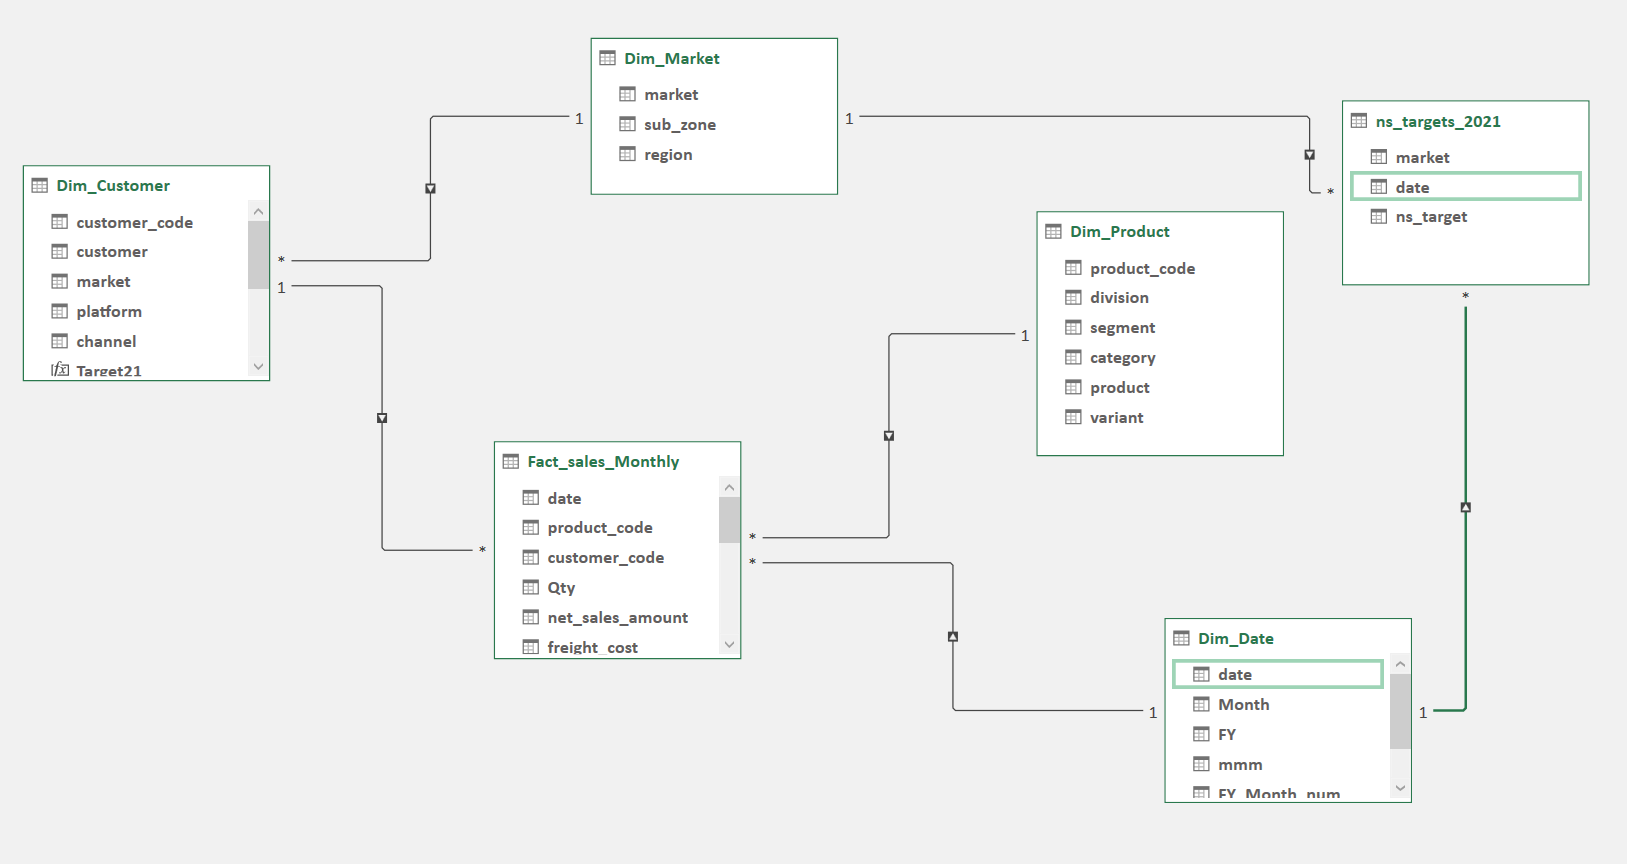 Dim_Market
market
sub_zone
region
1
1
ns_targets_2021
market
date
ns_target
*
*
Dim_Customer
customer_code
customer
market
platform
channel
Target21
*
1
Dim_Product
product_code
division
segment
category
product
variant
1
Fact_sales_Monthly
date
product_code
customer_code
Qty
net_sales_amount
freight_cost
*
*
*
Dim_Date
date
Month
FY
mmm
FY_Month_num
1
1